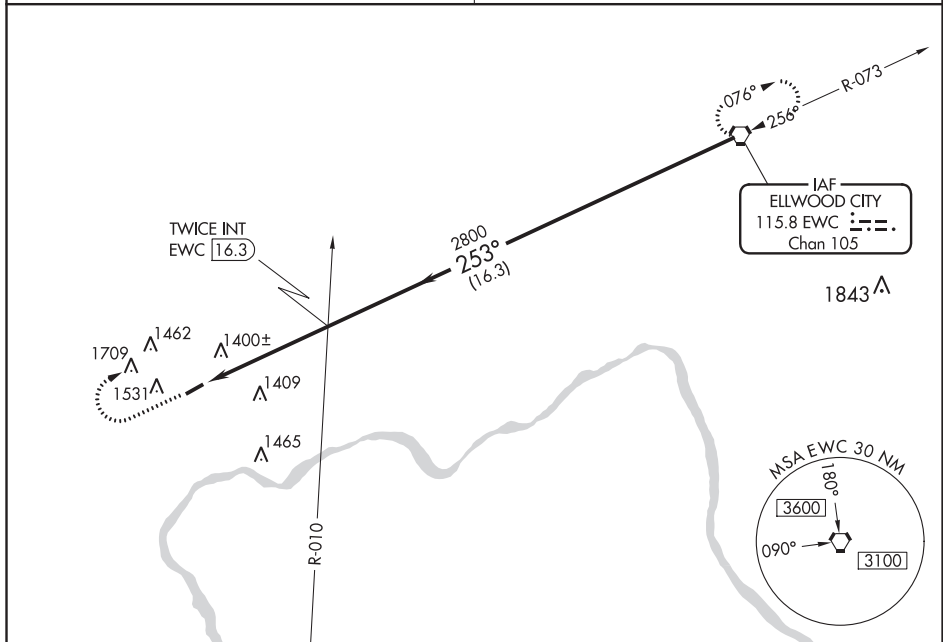 076°
256°
R-073
IAF
ELLWOOD CITY
115.8 EWC
Chan 105
TWICE INT
EWC 16.3
2800
253°
(16.3)
1843
1462
1400±
1709
1531
1409
1465
R-010
MSA EWC 30 NM
180°
3600
090°
3100